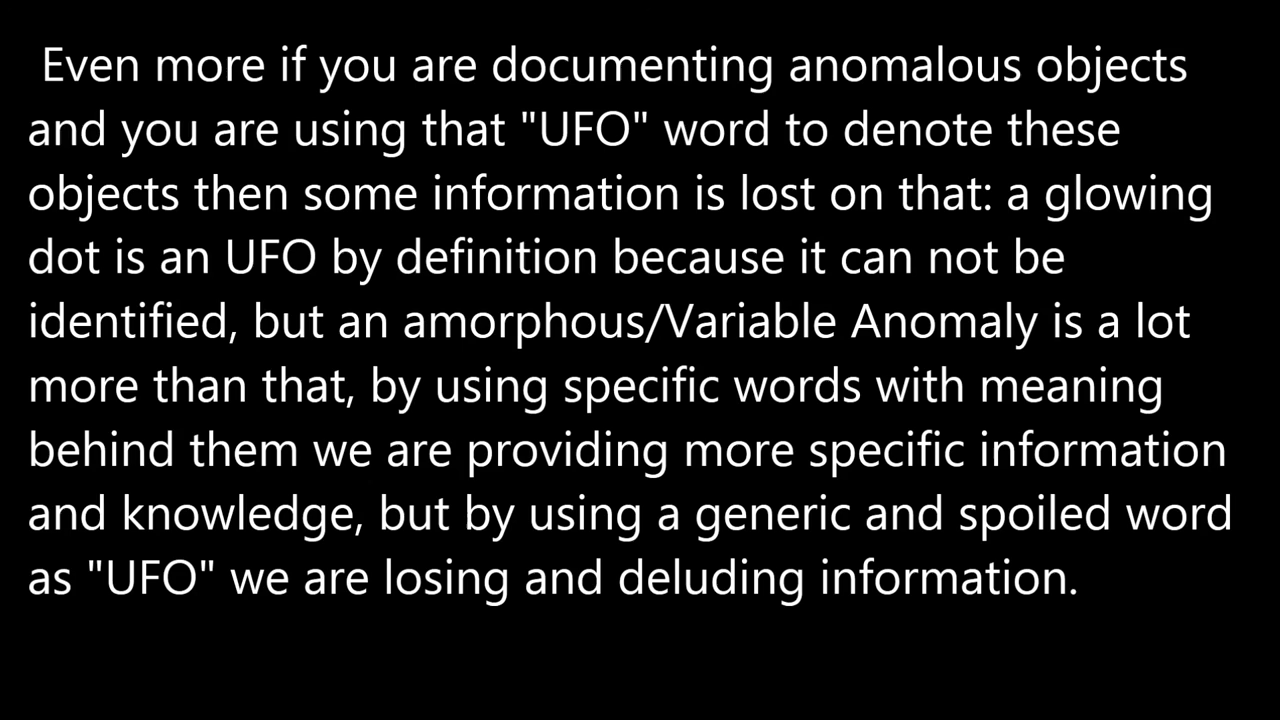 Even more if you are documenting anomalous objects
and you are using that "UFO" word to denote these
objects then some information is lost on that: a glowing
dot is an UFO by definition because it can not be
identified, but an amorphous/Variable Anomaly is a lot
more than that, by using specific words with meaning
behind them we are providing more specific information
and knowledge, but by using a generic and spoiled word
as "UFO" we are losing and deluding information.